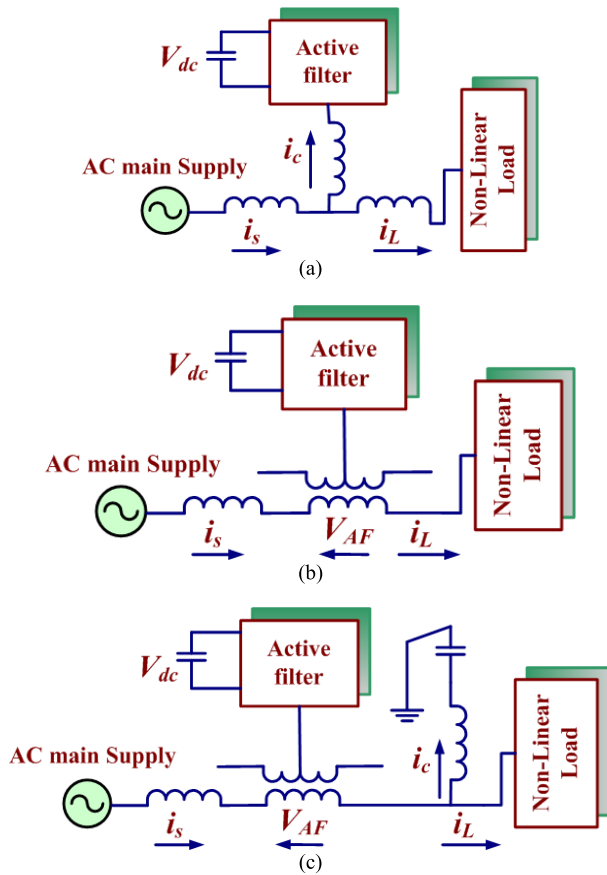 Active
filter
V_dc
i_c
Non-Linear
Load
AC main Supply
i_s
i_L
(a)
Active
filter
V_dc
Non-Linear
Load
AC main Supply
i_s
V_AF
i_L
(b)
Active
filter
V_dc
Non-Linear
Load
AC main Supply
i_c
i_s
V_AF
i_L
(c)